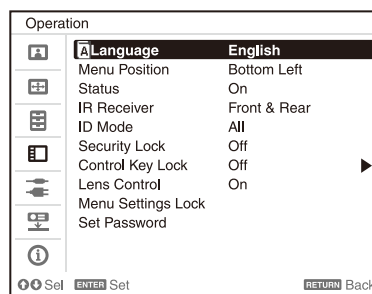 Operation
A Language English
Menu Position Bottom Left
Status On
IR Receiver Front & Rear
ID Mode All
Security Lock Off
Control Key Lock Off
Lens Control On
Menu Settings Lock
Set Password
Sel ENTER Set RETURN Back